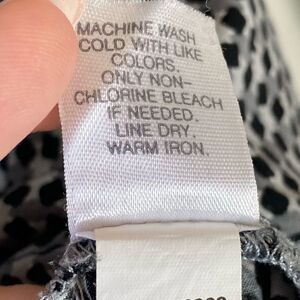 MACHINE WASH
COLD WITH LIKE
COLORS.
ONLY NON-
CHLORINE BLEACH
IF NEEDED.
LINE DRY.
WARM IRON.